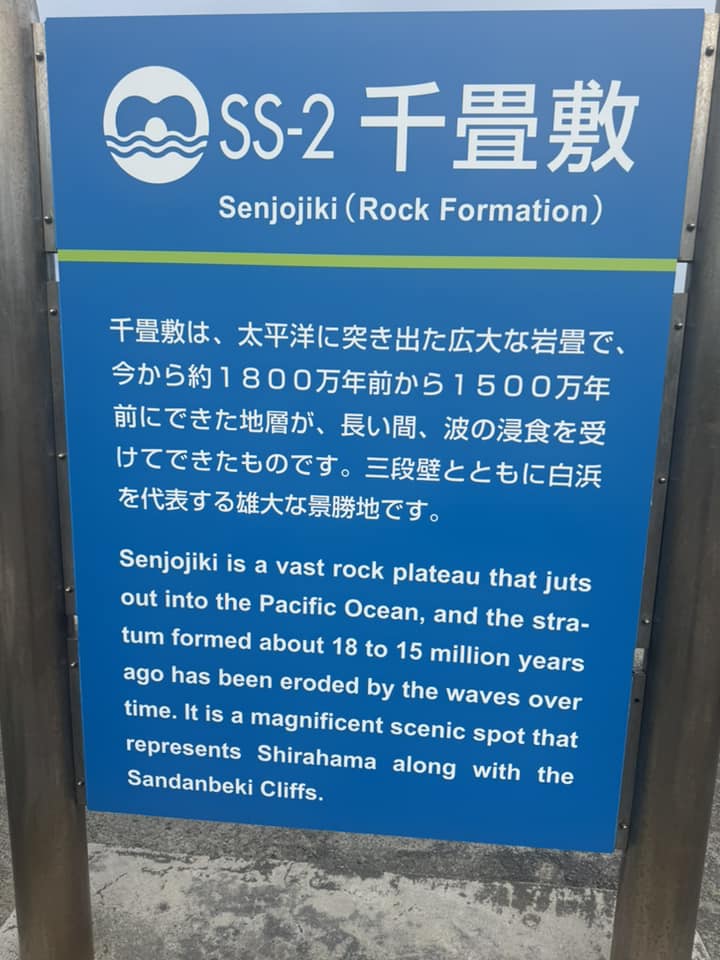 SS-2 千畳敷
Senjojiki（Rock Formation）
千畳敷は、太平洋に突き出た広大な岩畳で、
今から約１８００万年前から１５００万年
前にできた地層が、長い間、波の浸食を受
けてできたものです。三段壁とともに白浜
を代表する雄大な景勝地です。
Senjojiki is a vast rock plateau that juts
out into the Pacific Ocean, and the stra-
tum formed about 18 to 15 million years
ago has been eroded by the waves over
time. It is a magnificent scenic spot that
represents Shirahama along with the
Sandanbeki Cliffs.